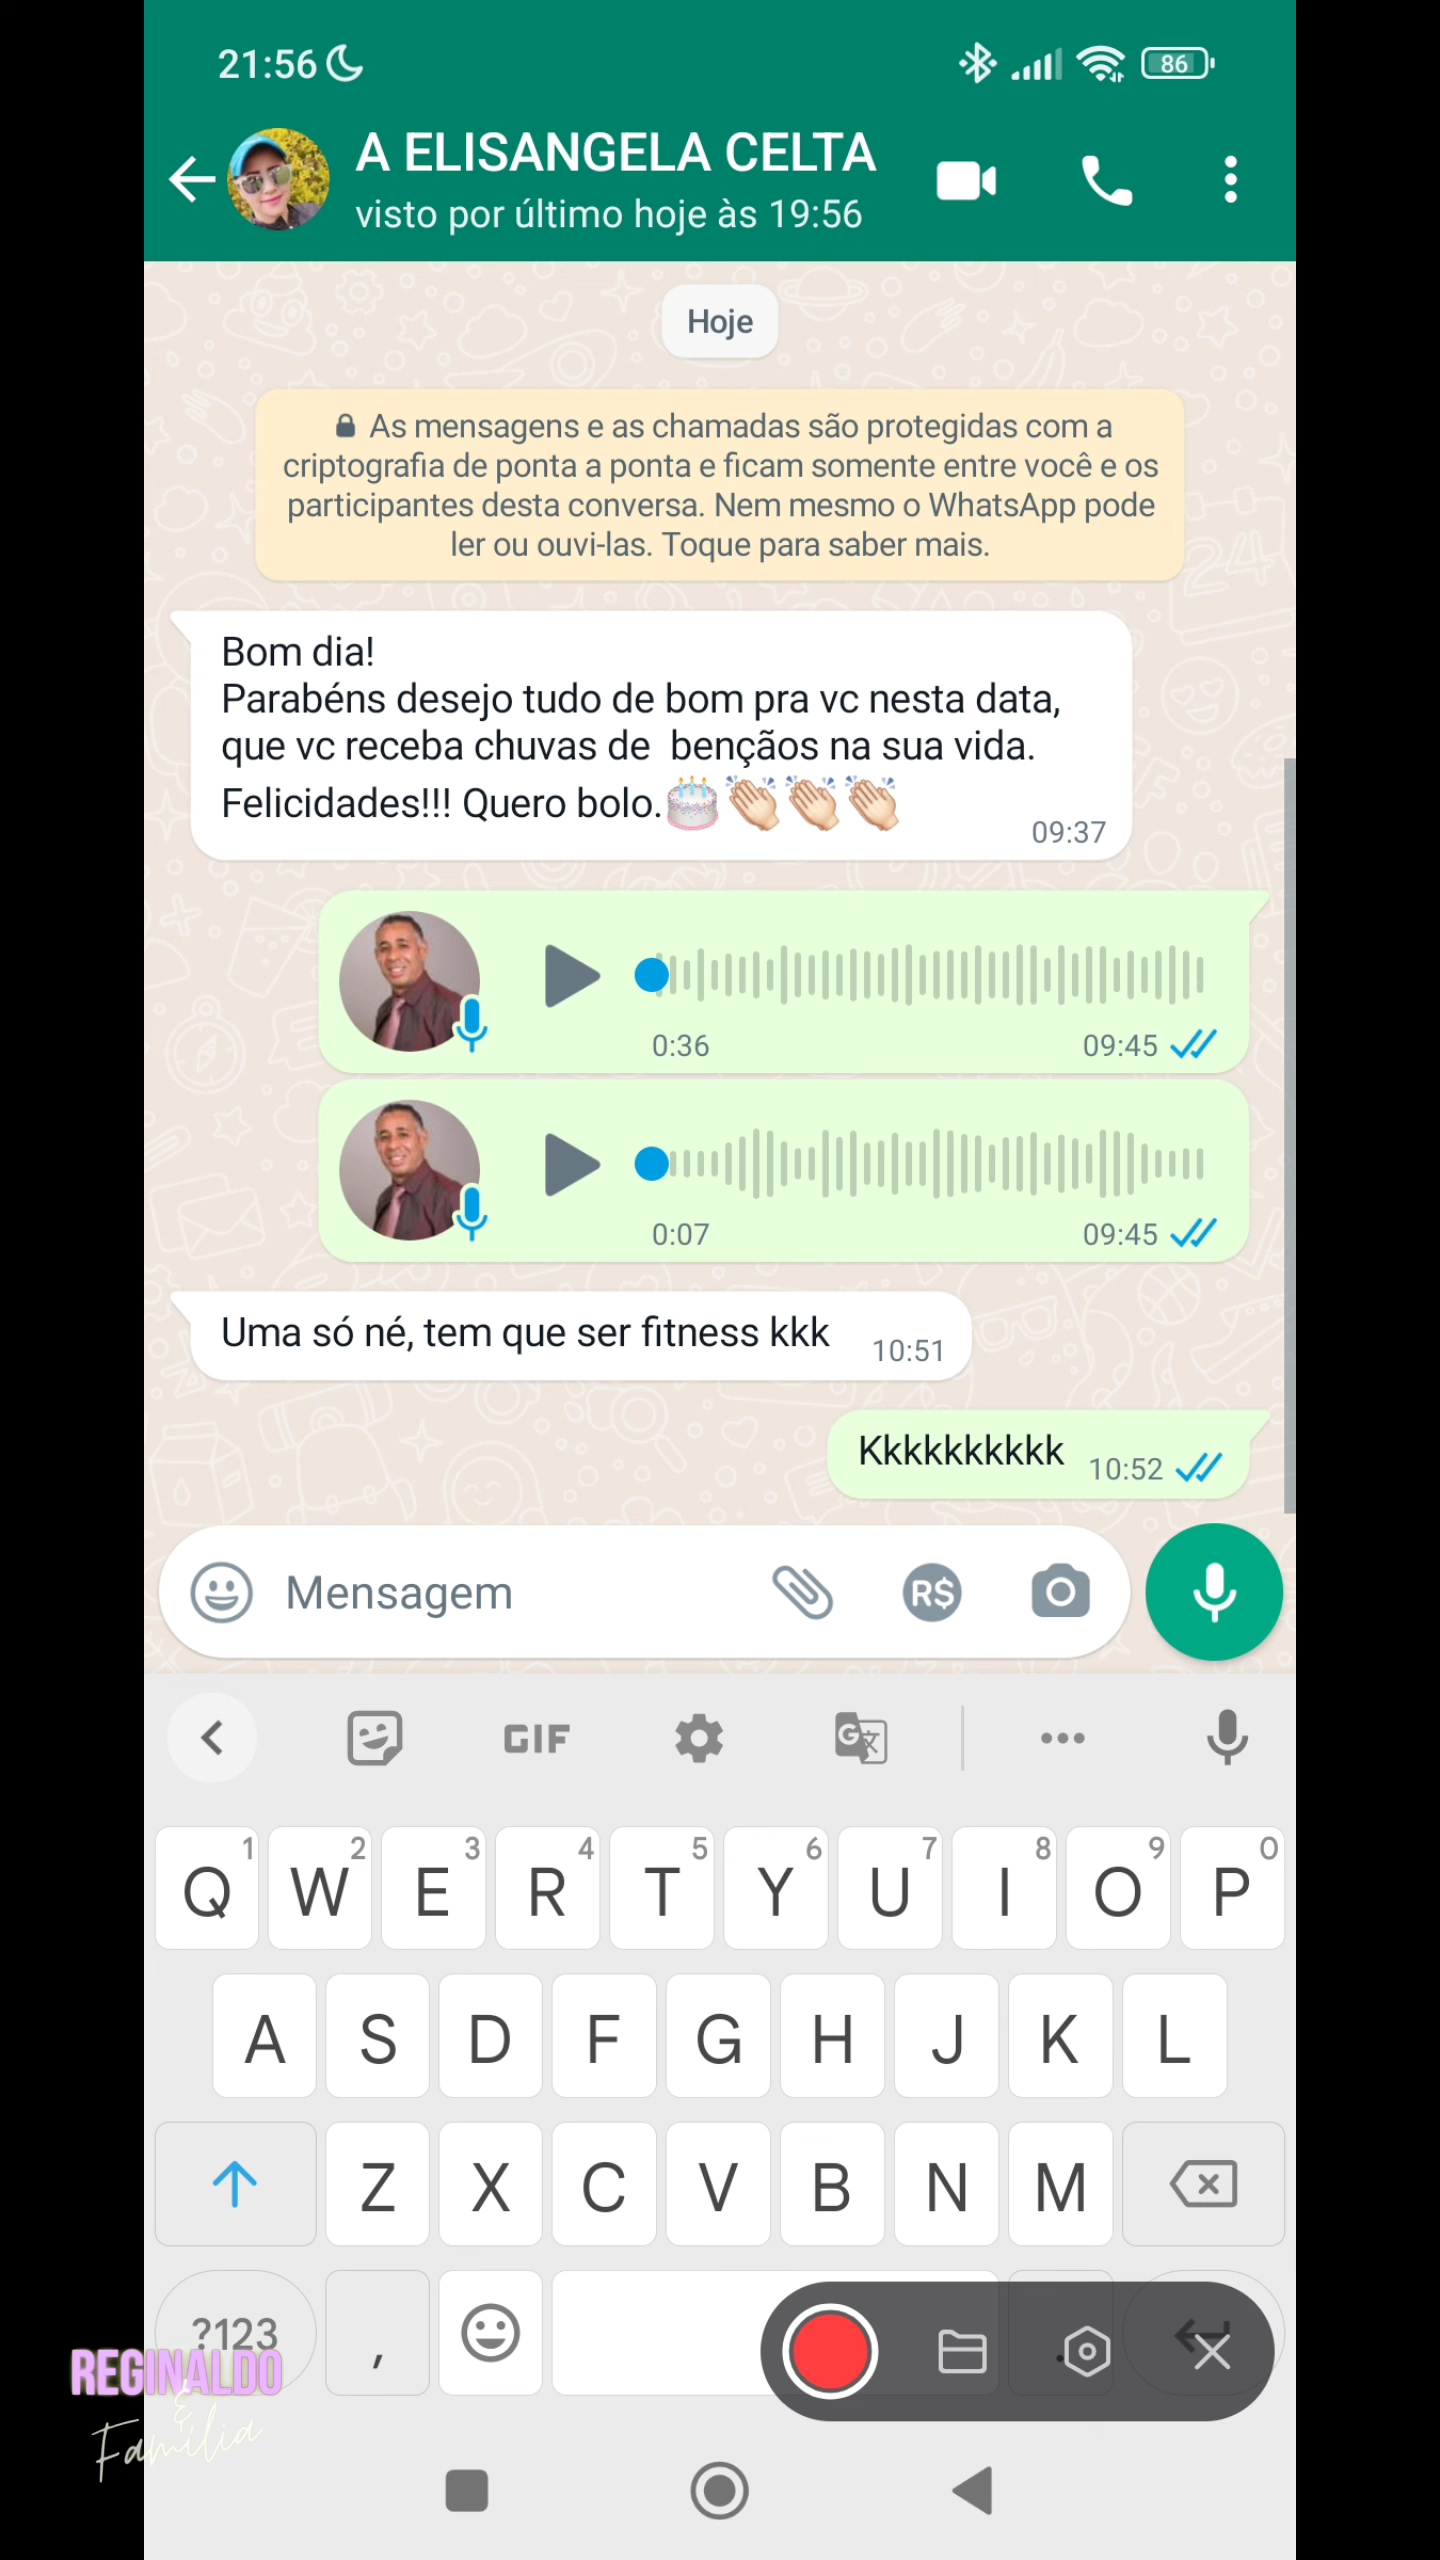 21:56
86
A ELISANGELA CELTA
visto por último hoje às 19:56
Hoje
As mensagens e as chamadas são protegidas com a
criptografia de ponta a ponta e ficam somente entre você e os
participantes desta conversa. Nem mesmo o WhatsApp pode
ler ou ouvi-las. Toque para saber mais.
Bom dia!
Parabéns desejo tudo de bom pra vc nesta data,
que vc receba chuvas de  bençãos na sua vida.
Felicidades!!! Quero bolo.🎂👏🏻👏🏻👏🏻
09:37
0:36 09:45
0:07 09:45
Uma só né, tem que ser fitness kkk 10:51
Kkkkkkkkkk 10:52
Mensagem R$
GIF G文
1 2 3 4 5 6 7 8 9 0
Q W E R T Y U I O P
A S D F G H J K L
Z X C V B N M
?123 , .
REGINALDO
&
Família